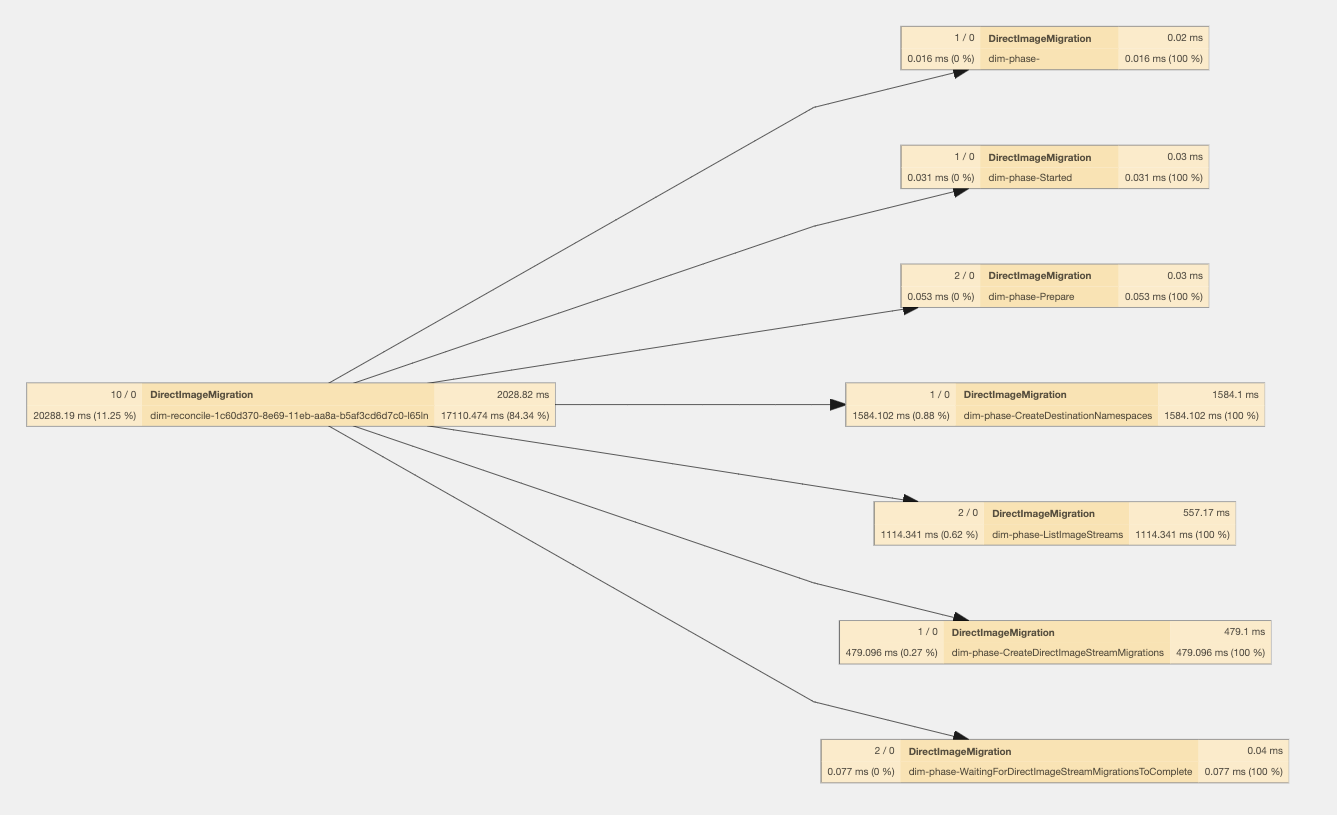 1 / 0 DirectImageMigration 0.02 ms
0.016 ms (0 %) dim-phase- 0.016 ms (100 %)
1 / 0 DirectImageMigration 0.03 ms
0.031 ms (0 %) dim-phase-Started 0.031 ms (100 %)
2 / 0 DirectImageMigration 0.03 ms
0.053 ms (0 %) dim-phase-Prepare 0.053 ms (100 %)
10 / 0 DirectImageMigration 2028.82 ms
20288.19 ms (11.25 %) dim-reconcile-1c60d370-8e69-11eb-aa8a-b5af3cd6d7c0-l65ln 17110.474 ms (84.34 %)
1 / 0 DirectImageMigration 1584.1 ms
1584.102 ms (0.88 %) dim-phase-CreateDestinationNamespaces 1584.102 ms (100 %)
2 / 0 DirectImageMigration 557.17 ms
1114.341 ms (0.62 %) dim-phase-ListImageStreams 1114.341 ms (100 %)
1 / 0 DirectImageMigration 479.1 ms
479.096 ms (0.27 %) dim-phase-CreateDirectImageStreamMigrations 479.096 ms (100 %)
2 / 0 DirectImageMigration 0.04 ms
0.077 ms (0 %) dim-phase-WaitingForDirectImageStreamMigrationsToComplete 0.077 ms (100 %)